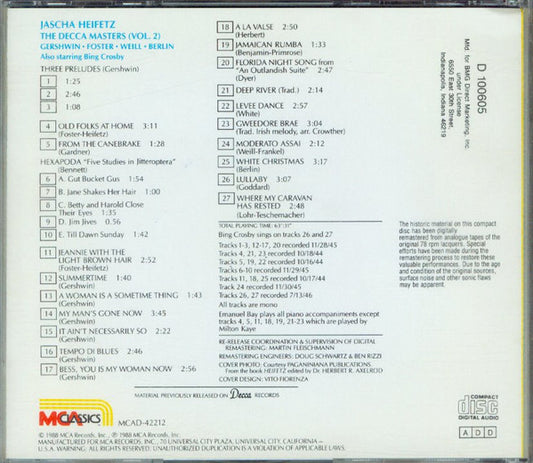 JASCHA HEIFETZ
THE DECCA MASTERS (VOL. 2)
GERSHWIN • FOSTER • WEILL • BERLIN
Also starring Bing Crosby
THREE PRELUDES (Gershwin)
1 1:25
2 2:46
3 1:08
4 OLD FOLKS AT HOME 3:11
(Foster-Heifetz)
5 FROM THE CANEBRAKE 1:28
(Gardner)
HEXAPODA "Five Studies in Jitteroptera"
(Bennett)
6 A. Gut Bucket Gus 1:54
7 B. Jane Shakes Her Hair 1:00
8 C. Betty and Harold Close
Their Eyes 1:35
9 D. Jim Jives 0:56
10 E. Till Dawn Sunday 1:42
11 JEANNIE WITH THE
LIGHT BROWN HAIR 2:52
(Foster-Heifetz)
12 SUMMERTIME 1:40
(Gershwin)
13 A WOMAN IS A SOMETIME THING 1:43
(Gershwin)
14 MY MAN'S GONE NOW 3:45
(Gershwin)
15 IT AIN'T NECESSARILY SO 2:22
(Gershwin)
16 TEMPO DI BLUES 2:46
(Gershwin)
17 BESS, YOU IS MY WOMAN NOW 2:56
(Gershwin)
18 A LA VALSE 2:50
(Herbert)
19 JAMAICAN RUMBA 1:33
(Benjamin-Primrose)
20 FLORIDA NIGHT SONG from
"An Outlandish Suite" 2:47
(Dyer)
21 DEEP RIVER (Trad.) 2:14
22 LEVEE DANCE 2:57
(White)
23 GWEEDORE BRAE 3:04
(Trad. Irish melody, arr. Crowther)
24 MODERATO ASSAI 2:12
(Weill-Frankel)
25 WHITE CHRISTMAS 3:17
(Berlin)
26 LULLABY 3:17
(Goddard)
27 WHERE MY CARAVAN
HAS RESTED 2:48
(Lohr-Teschemacher)
TOTAL PLAYING TIME: 63':31"
Bing Crosby sings on tracks 26 and 27
Tracks 1-3, 12-17, 20 recorded 11/28/45
Tracks 4, 21, 23 recorded 10/18/44
Tracks 5, 19, 22 recorded 10/16/44
Tracks 6-10 recorded 11/29/45
Tracks 11, 18, 25 recorded 10/17/44
Track 24 recorded 11/30/45
Tracks 26, 27 recorded 7/13/46
All tracks are mono
Emanuel Bay plays all piano accompaniments except
tracks 4, 5, 11, 18, 19, 21-23 which are played by
Milton Kaye
RE-RELEASE COORDINATION & SUPERVISION OF DIGITAL
REMASTERING: MARTIN FLEISCHMANN
REMASTERING ENGINEERS: DOUG SCHWARTZ & BEN RIZZI
COVER PHOTO: Courtesy PAGANINIANA PUBLICATIONS
From the book HEIFETZ edited by Dr. HERBERT R. AXELROD
COVER DESIGN: VITO FIORENZA
D 100605
Mfd. for BMG Direct Marketing, Inc.
under License
6550 East 30th Street,
Indianapolis, Indiana 46219
The historic material on this compact
disc has been digitally
remastered from analogue tapes of the
original 78 rpm lacquers. Special
efforts have been made during the
remastering process to restore these
valuable performances. Due to the age
and condition of the original sources,
surface noise and other sonic flaws
may be apparent.
MATERIAL PREVIOUSLY RELEASED ON Decca RECORDS
MCA CLASSICS
MCAD-42212
COMPACT
disc
DIGITAL AUDIO
A D D
© 1988 MCA Records, Inc., ℗ 1988 MCA Records, Inc.
MANUFACTURED FOR MCA RECORDS, INC., 70 UNIVERSAL CITY PLAZA, UNIVERSAL CITY, CALIFORNIA –
U.S.A. WARNING. ALL RIGHTS RESERVED. UNAUTHORIZED DUPLICATION IS A VIOLATION OF APPLICABLE LAWS.